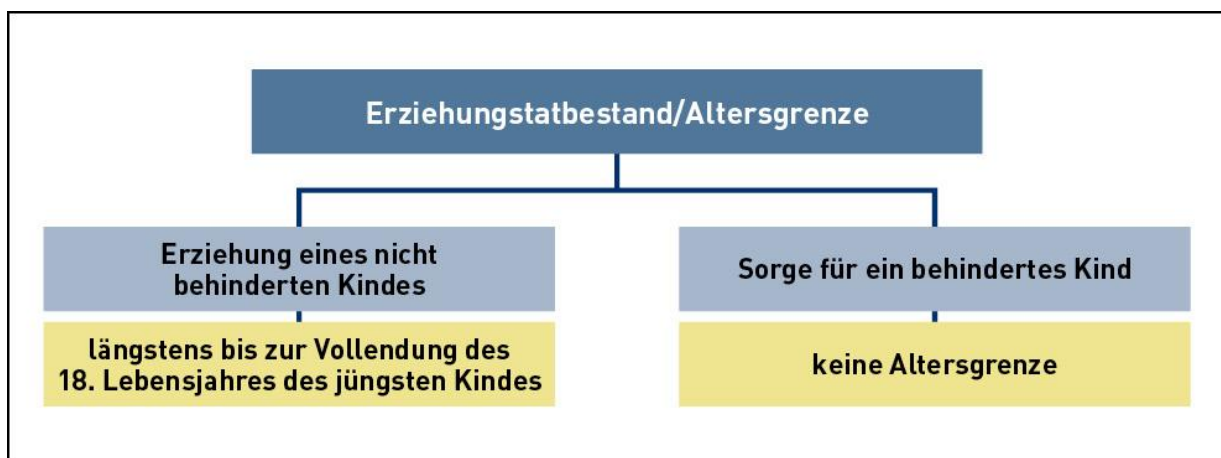 Erziehungstatbestand/Altersgrenze
Erziehung eines nicht
behinderten Kindes
längstens bis zur Vollendung des
18. Lebensjahres des jüngsten Kindes
Sorge für ein behindertes Kind
keine Altersgrenze